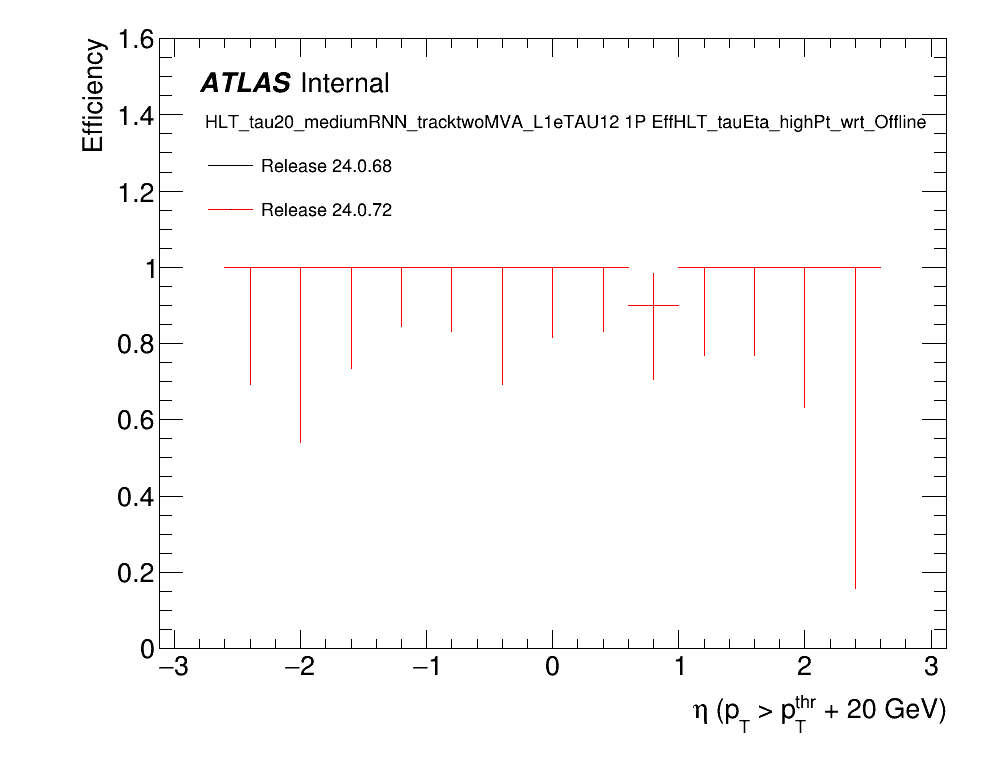 Efficiency
1.6
1.4
1.2
1
0.8
0.6
0.4
0.2
0
ATLAS Internal
HLT_tau20_mediumRNN_tracktwoMVA_L1eTAU12 1P EffHLT_tauEta_highPt_wrt_Offline
Release 24.0.68
Release 24.0.72
−3 −2 −1 0 1 2 3
η (p_T > p_T^thr + 20 GeV)